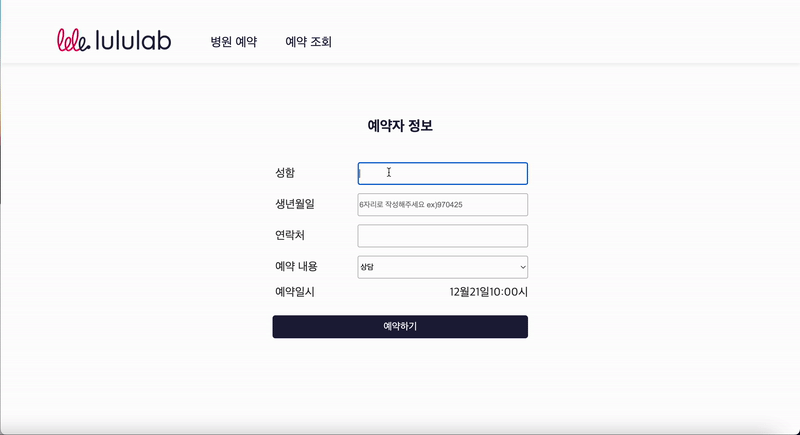 lele. lululab 병원 예약 예약 조회
예약자 정보
성함
생년월일 6자리로 작성해주세요 ex)970425
연락처
예약 내용 상담
예약일시 12월21일10:00시
예약하기